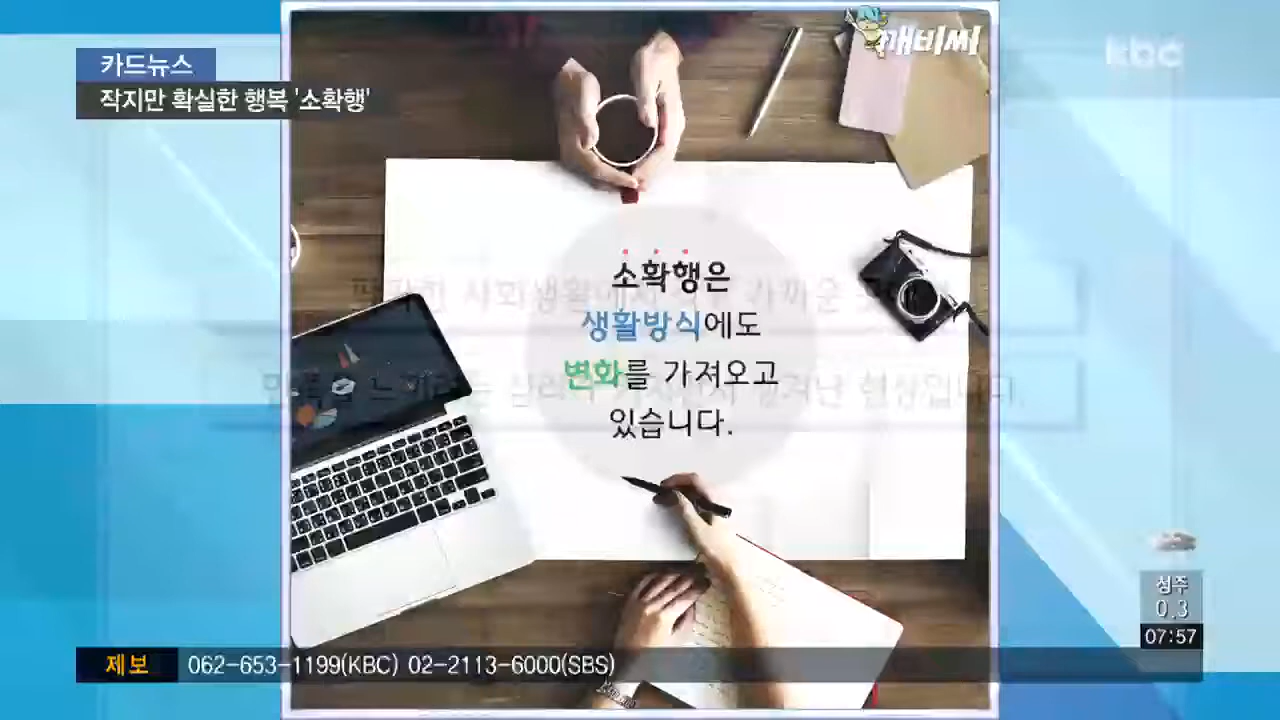 깨비씨
kbc
카드뉴스
작지만 확실한 행복 '소확행'
소확행은
생활방식에도
변화를 가져오고
있습니다.
0.3
07:57
제보 062-653-1199(KBC) 02-2113-6000(SBS)